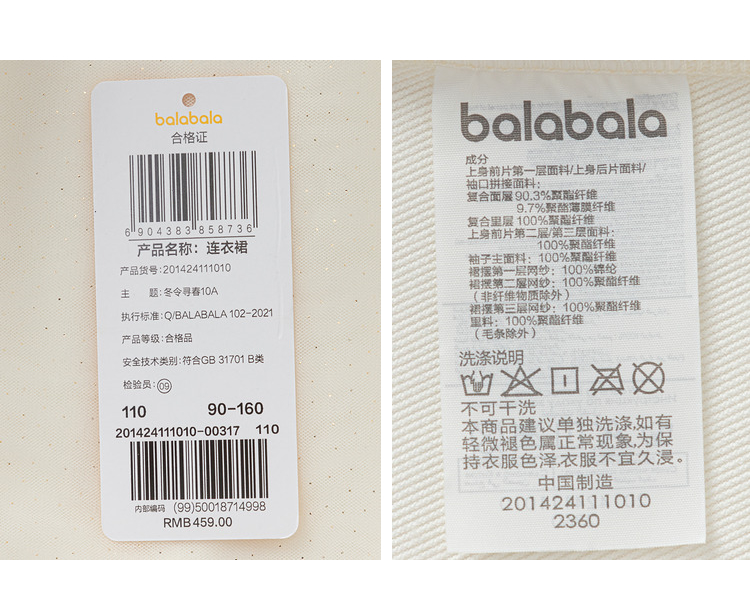 balabala
合格证
6 904383 858736
产品名称：连衣裙
产品货号:201424111010
主 题:冬令寻春10A
执行标准:Q/BALABALA 102-2021
产品等级:合格品
安全技术类别:符合GB 31701 B类
检验员: 09
110 90-160
201424111010-00317 110
内部编码 (99)50018714998
RMB 459.00
balabala
成分
上身前片第一层面料/上身后片面料/
袖口拼接面料：
复合面层 90.3%聚酯纤维
9.7%聚酯薄膜纤维
复合里层 100%聚酯纤维
上身前片第二层/第三层面料：
100%聚酯纤维
袖子主面料：100%聚酯纤维
裙摆第一层网纱：100%锦纶
裙摆第二层网纱：100%聚酯纤维
（非纤维物质除外）
裙摆第三层网纱：100%聚酯纤维
里料：100%聚酯纤维
（毛条除外）
洗涤说明
不可干洗
本商品建议单独洗涤,如有
轻微褪色属正常现象,为保
持衣服色泽,衣服不宜久浸。
中国制造
201424111010
2360